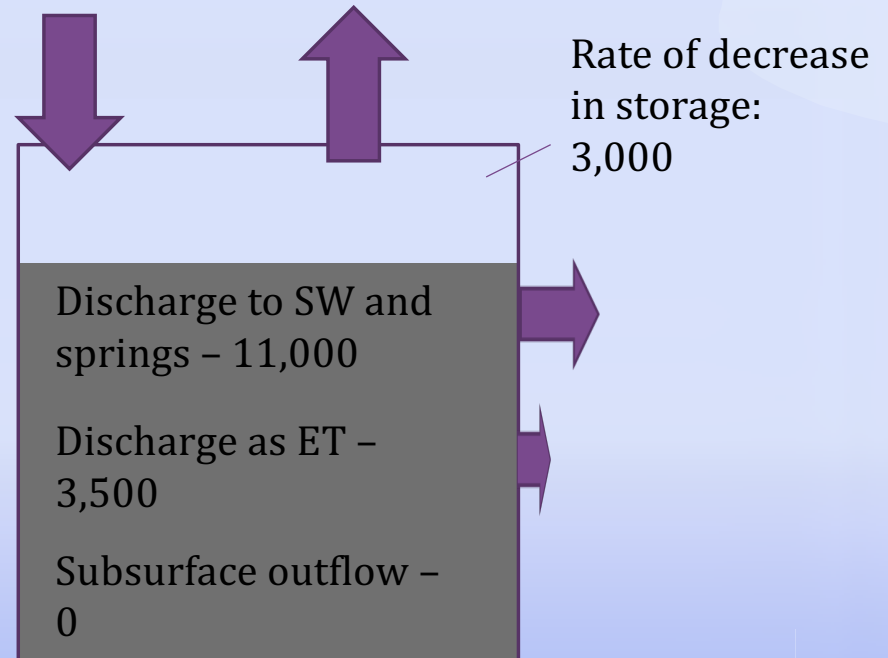 Rate of decrease
in storage:
3,000
Discharge to SW and
springs – 11,000
Discharge as ET –
3,500
Subsurface outflow –
0